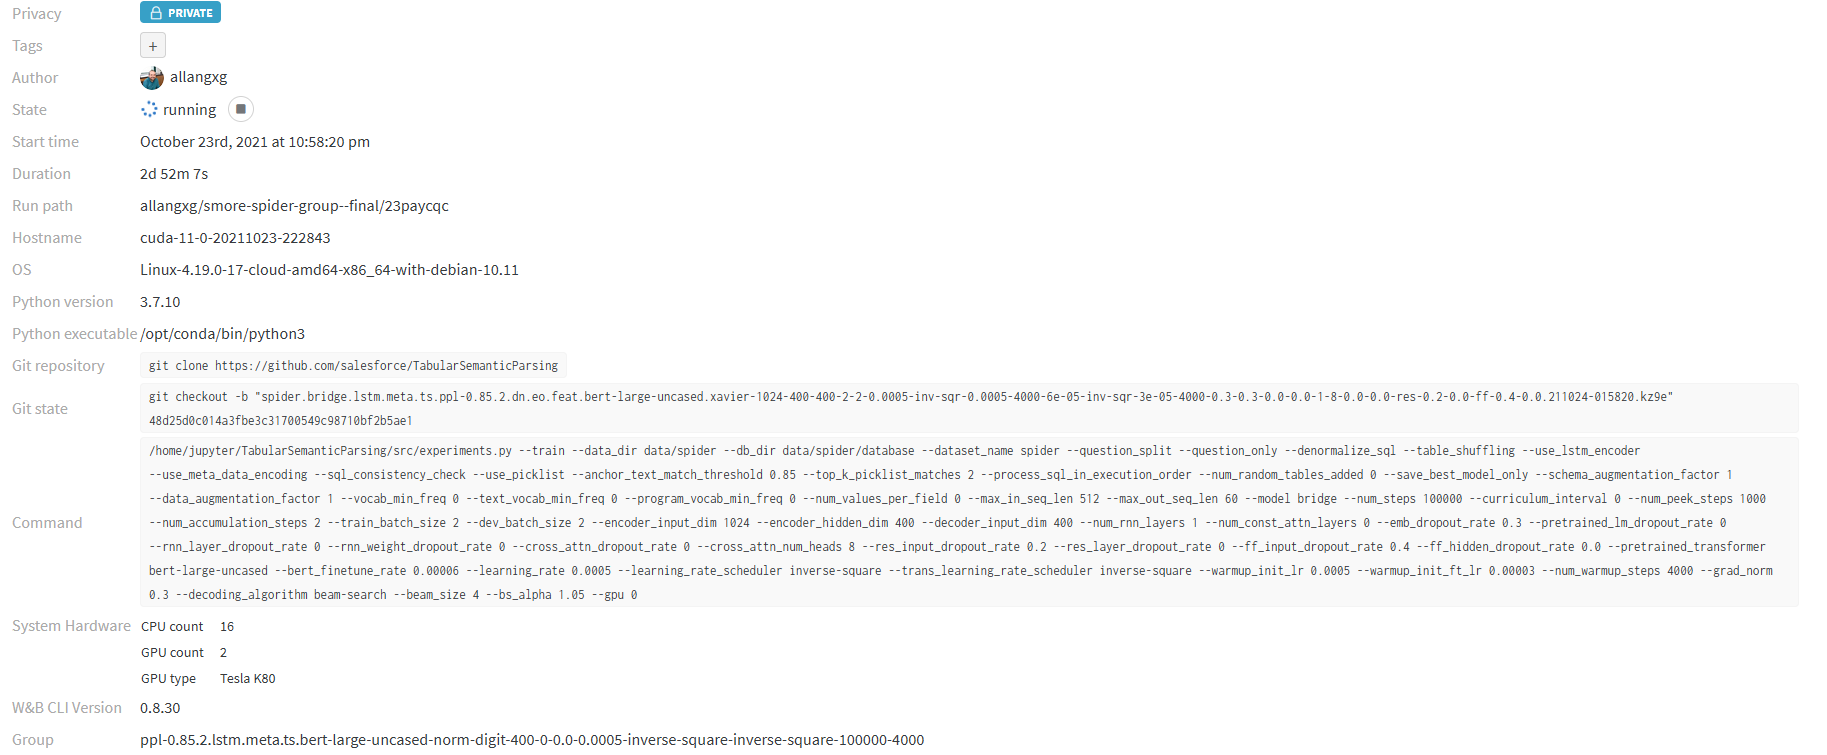 Privacy PRIVATE
Tags +
Author allangxg
State running
Start time October 23rd, 2021 at 10:58:20 pm
Duration 2d 52m 7s
Run path allangxg/smore-spider-group--final/23paycqc
Hostname cuda-11-0-20211023-222843
OS Linux-4.19.0-17-cloud-amd64-x86_64-with-debian-10.11
Python version 3.7.10
Python executable /opt/conda/bin/python3
Git repository git clone https://github.com/salesforce/TabularSemanticParsing
Git state git checkout -b "spider.bridge.lstm.meta.ts.ppl-0.85.2.dn.eo.feat.bert-large-uncased.xavier-1024-400-400-2-2-0.0005-inv-sqr-0.0005-4000-6e-05-inv-sqr-3e-05-4000-0.3-0.3-0.0-0.0-1-8-0.0-0.0-res-0.2-0.0-ff-0.4-0.0.211024-015820.kz9e"
48d25d0c014a3fbe3c31700549c98710bf2b5ae1
Command /home/jupyter/TabularSemanticParsing/src/experiments.py --train --data_dir data/spider --db_dir data/spider/database --dataset_name spider --question_split --question_only --denormalize_sql --table_shuffling --use_lstm_encoder
--use_meta_data_encoding --sql_consistency_check --use_picklist --anchor_text_match_threshold 0.85 --top_k_picklist_matches 2 --process_sql_in_execution_order --num_random_tables_added 0 --save_best_model_only --schema_augmentation_factor 1
--data_augmentation_factor 1 --vocab_min_freq 0 --text_vocab_min_freq 0 --program_vocab_min_freq 0 --num_values_per_field 0 --max_in_seq_len 512 --max_out_seq_len 60 --model bridge --num_steps 100000 --curriculum_interval 0 --num_peek_steps 1000
--num_accumulation_steps 2 --train_batch_size 2 --dev_batch_size 2 --encoder_input_dim 1024 --encoder_hidden_dim 400 --decoder_input_dim 400 --num_rnn_layers 1 --num_const_attn_layers 0 --emb_dropout_rate 0.3 --pretrained_lm_dropout_rate 0
--rnn_layer_dropout_rate 0 --rnn_weight_dropout_rate 0 --cross_attn_dropout_rate 0 --cross_attn_num_heads 8 --res_input_dropout_rate 0.2 --res_layer_dropout_rate 0 --ff_input_dropout_rate 0.4 --ff_hidden_dropout_rate 0.0 --pretrained_transformer
bert-large-uncased --bert_finetune_rate 0.00006 --learning_rate 0.0005 --learning_rate_scheduler inverse-square --trans_learning_rate_scheduler inverse-square --warmup_init_lr 0.0005 --warmup_init_ft_lr 0.00003 --num_warmup_steps 4000 --grad_norm
0.3 --decoding_algorithm beam-search --beam_size 4 --bs_alpha 1.05 --gpu 0
System Hardware CPU count 16
GPU count 2
GPU type Tesla K80
W&B CLI Version 0.8.30
Group ppl-0.85.2.lstm.meta.ts.bert-large-uncased-norm-digit-400-0-0.0-0.0005-inverse-square-inverse-square-100000-4000